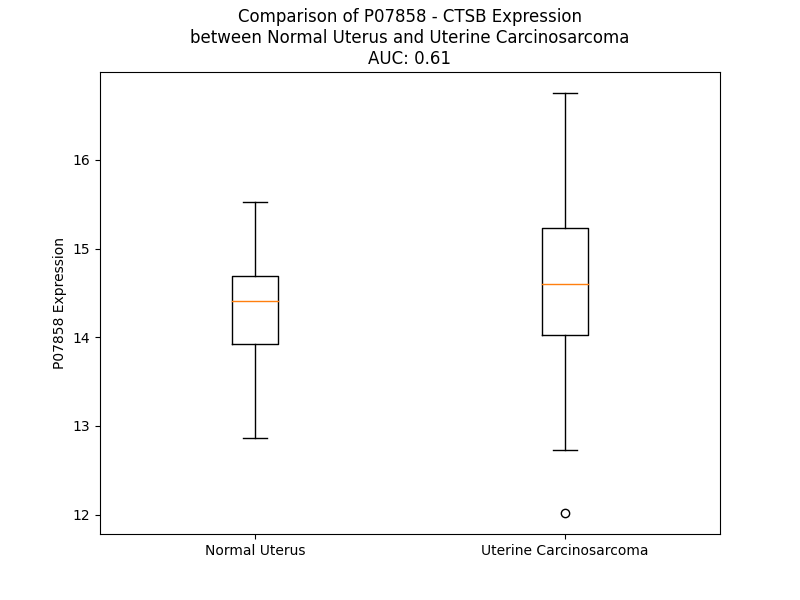 Comparison of P07858 - CTSB Expression
between Normal Uterus and Uterine Carcinosarcoma
AUC: 0.61
P07858 Expression
16
15
14
13
12
Normal Uterus
Uterine Carcinosarcoma